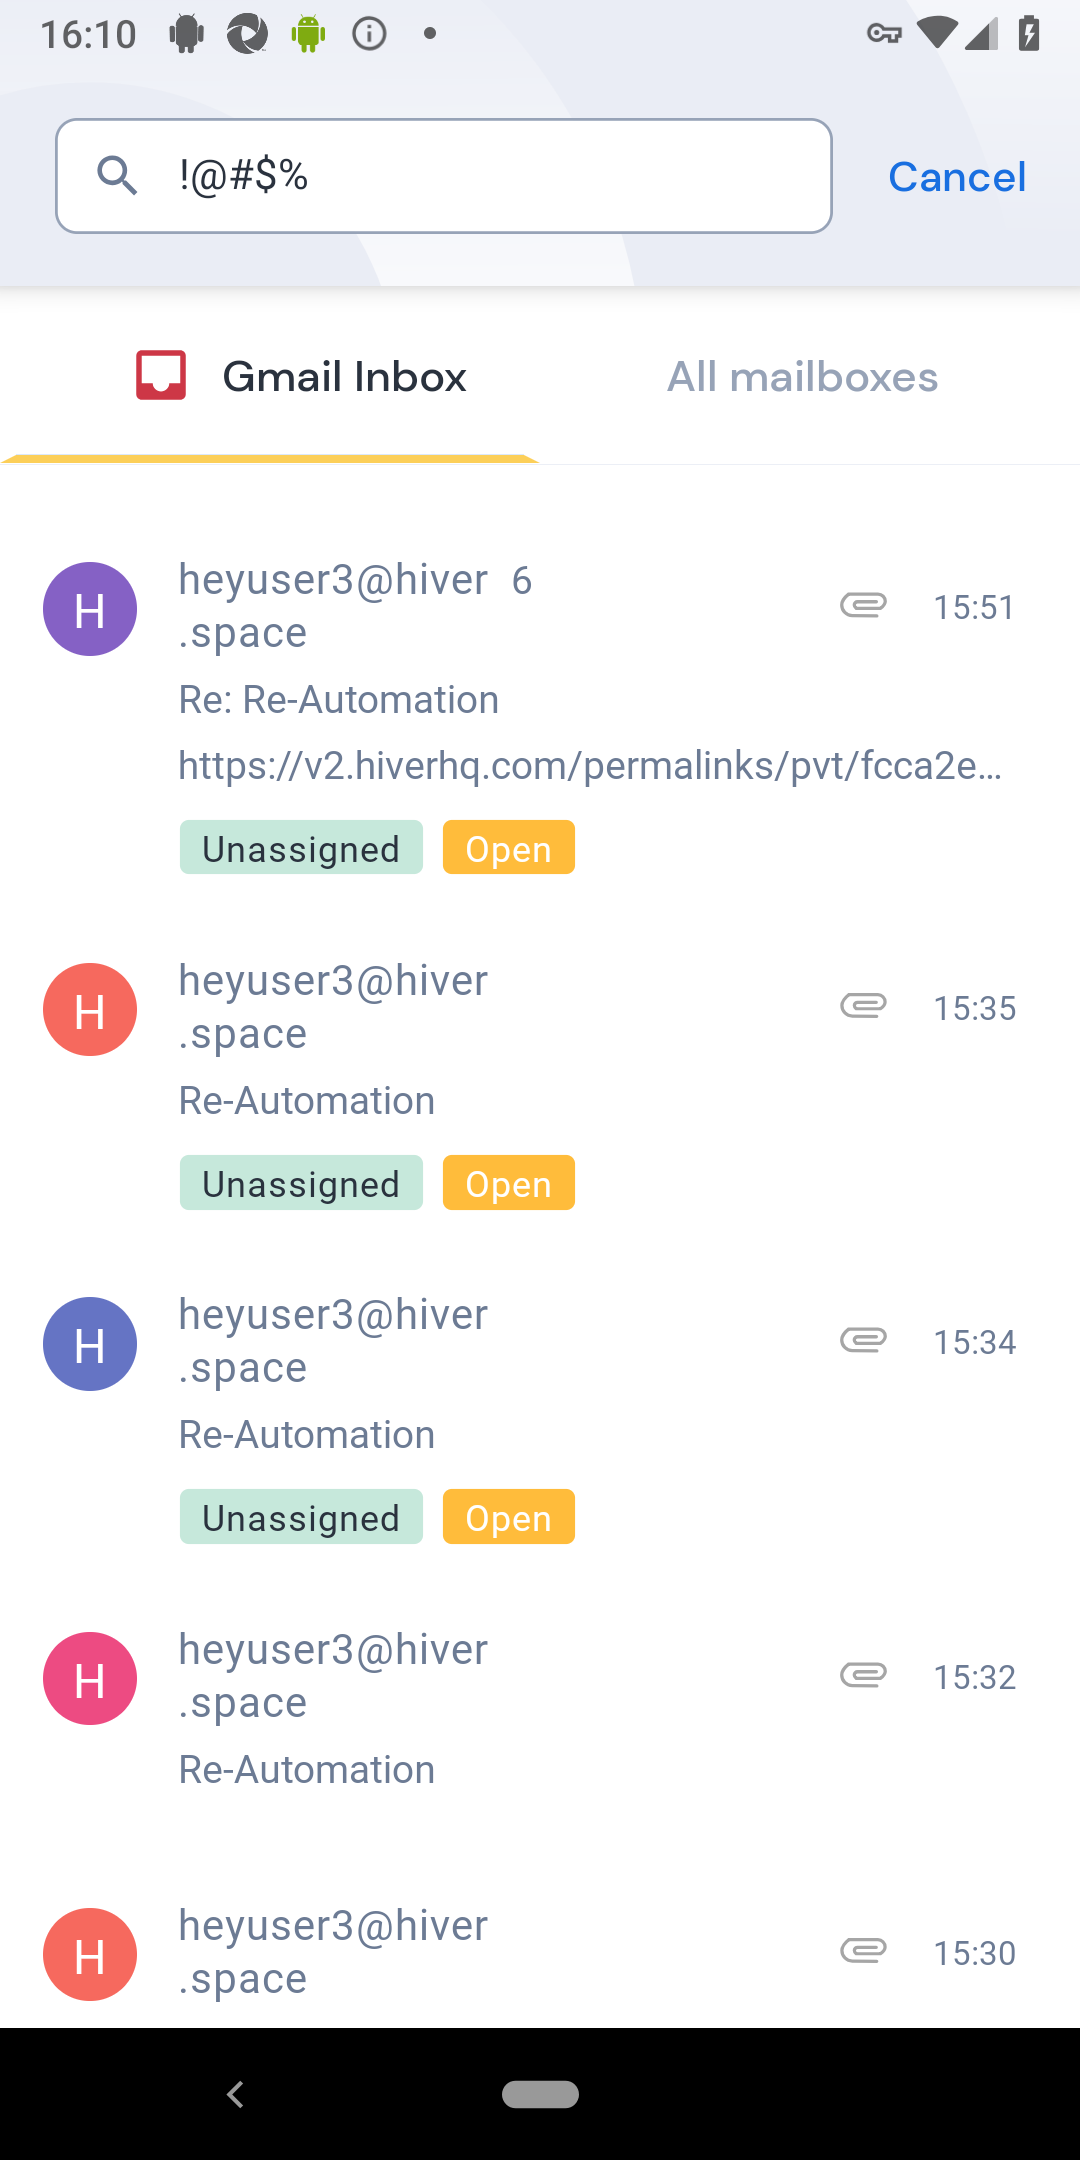 16:10
!@#$%
Cancel
Gmail Inbox
All mailboxes
H
heyuser3@hiver 6
.space
15:51
Re: Re-Automation
https://v2.hiverhq.com/permalinks/pvt/fcca2e…
Unassigned
Open
H
heyuser3@hiver
.space
15:35
Re-Automation
Unassigned
Open
H
heyuser3@hiver
.space
15:34
Re-Automation
Unassigned
Open
H
heyuser3@hiver
.space
15:32
Re-Automation
H
heyuser3@hiver
.space
15:30